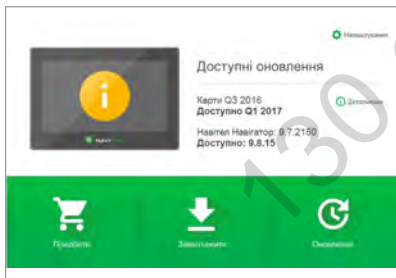 Налаштування
Доступні оновлення
Карти Q3 2016
Доступно Q1 2017
Детальніше
Навітел Навігатор: 9.7.2150
Доступно: 9.8.15
Придбати
Завантажити
Оновлення
130